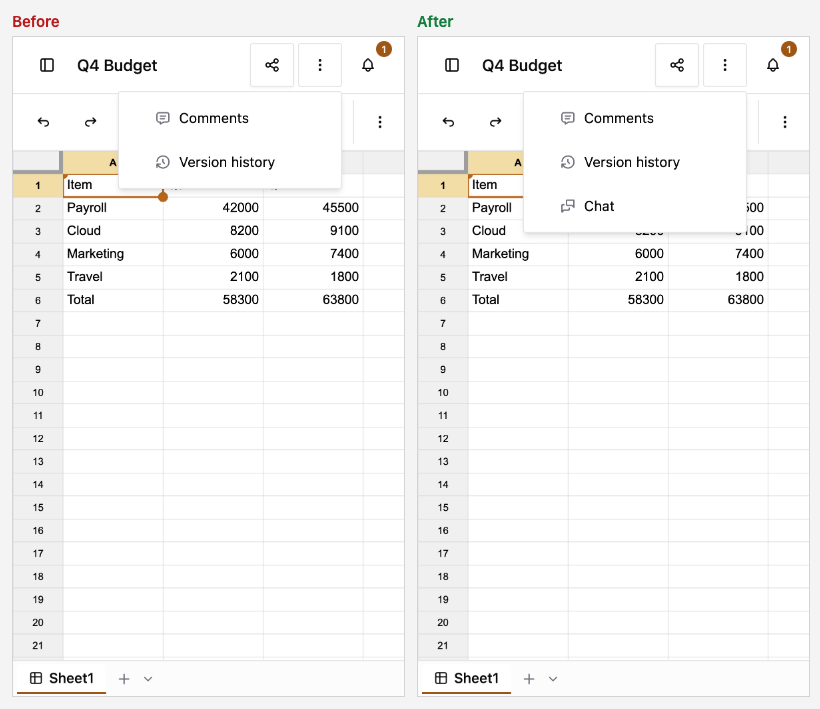 Before
Q4 Budget
1
Comments
Version history
A
1 Item
2 Payroll 42000 45500
3 Cloud 8200 9100
4 Marketing 6000 7400
5 Travel 2100 1800
6 Total 58300 63800
7
8
9
10
11
12
13
14
15
16
17
18
19
20
21
Sheet1
After
Q4 Budget
1
Comments
Version history
Chat
A
1 Item
2 Payroll
3 Cloud
4 Marketing 6000 7400
5 Travel 2100 1800
6 Total 58300 63800
7
8
9
10
11
12
13
14
15
16
17
18
19
20
21
Sheet1